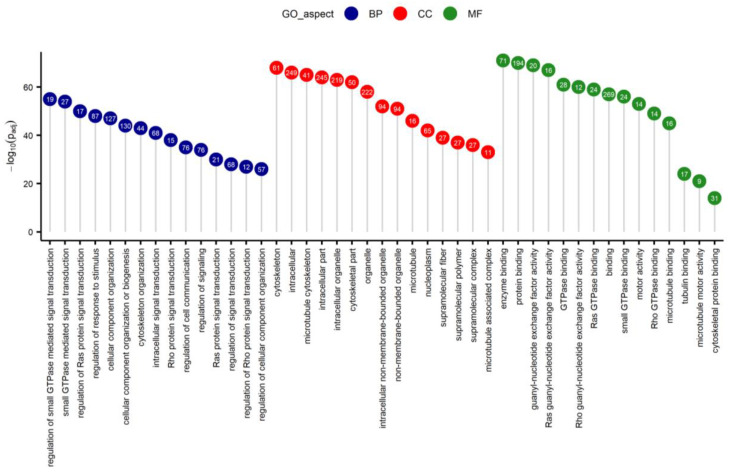 GO_aspect BP CC MF
−log10(padj)
60
40
20
0
19
27
17
87
127
130
44
68
15
76
76
21
68
12
57
61
249
41
245
219
50
222
94
94
16
65
27
27
27
11
71
194
20
16
28
12
24
269
24
14
14
16
17
9
31
regulation of small GTPase mediated signal transduction
small GTPase mediated signal transduction
regulation of Ras protein signal transduction
regulation of response to stimulus
cellular component organization
cellular component organization or biogenesis
cytoskeleton organization
intracellular signal transduction
Rho protein signal transduction
regulation of cell communication
regulation of signaling
Ras protein signal transduction
regulation of signal transduction
regulation of Rho protein signal transduction
regulation of cellular component organization
cytoskeleton
intracellular
microtubule cytoskeleton
intracellular part
intracellular organelle
cytoskeletal part
organelle
intracellular non-membrane-bounded organelle
non-membrane-bounded organelle
microtubule
nucleoplasm
supramolecular fiber
supramolecular polymer
supramolecular complex
microtubule associated complex
enzyme binding
protein binding
guanyl-nucleotide exchange factor activity
Ras guanyl-nucleotide exchange factor activity
GTPase binding
Rho guanyl-nucleotide exchange factor activity
Ras GTPase binding
binding
small GTPase binding
motor activity
Rho GTPase binding
microtubule binding
tubulin binding
microtubule motor activity
cytoskeletal protein binding